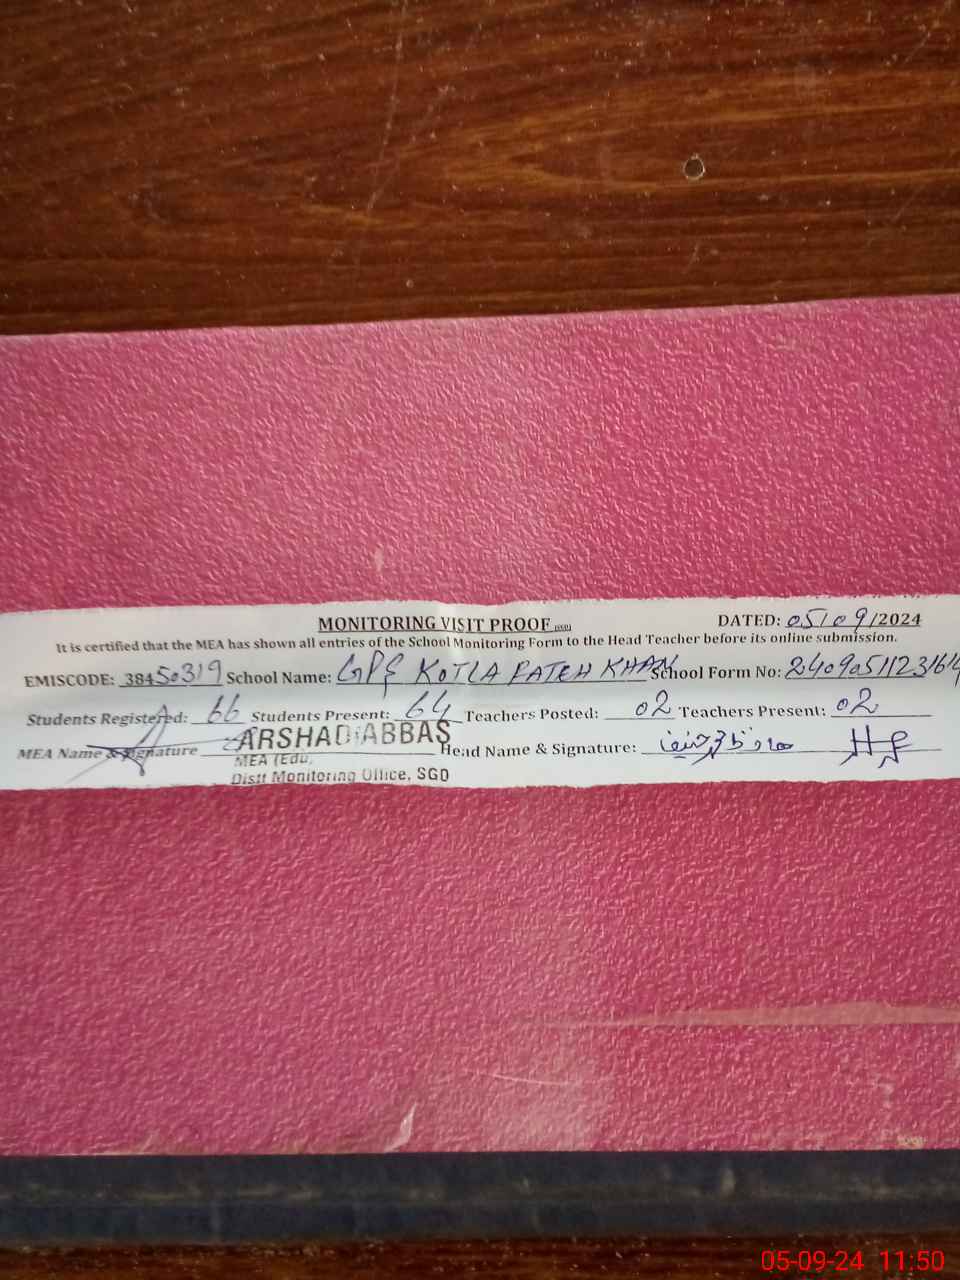 MONITORING VISIT PROOF
DATED: 05/09/2024
It is certified that the MEA has shown all entries of the School Monitoring Form to the Head Teacher before its online submission.
EMISCODE: 38450319 School Name: GPS KOTLA FATEH KHAN School Form No:
Students Registered: 66 Students Present: 64 Teachers Posted: 02 Teachers Present: 02
MEA Name & Signature ARSHAD ABBAS Head Name & Signature:
MEA (Edu)
Distt Monitoring Office, SGD
05-09-24 11:50